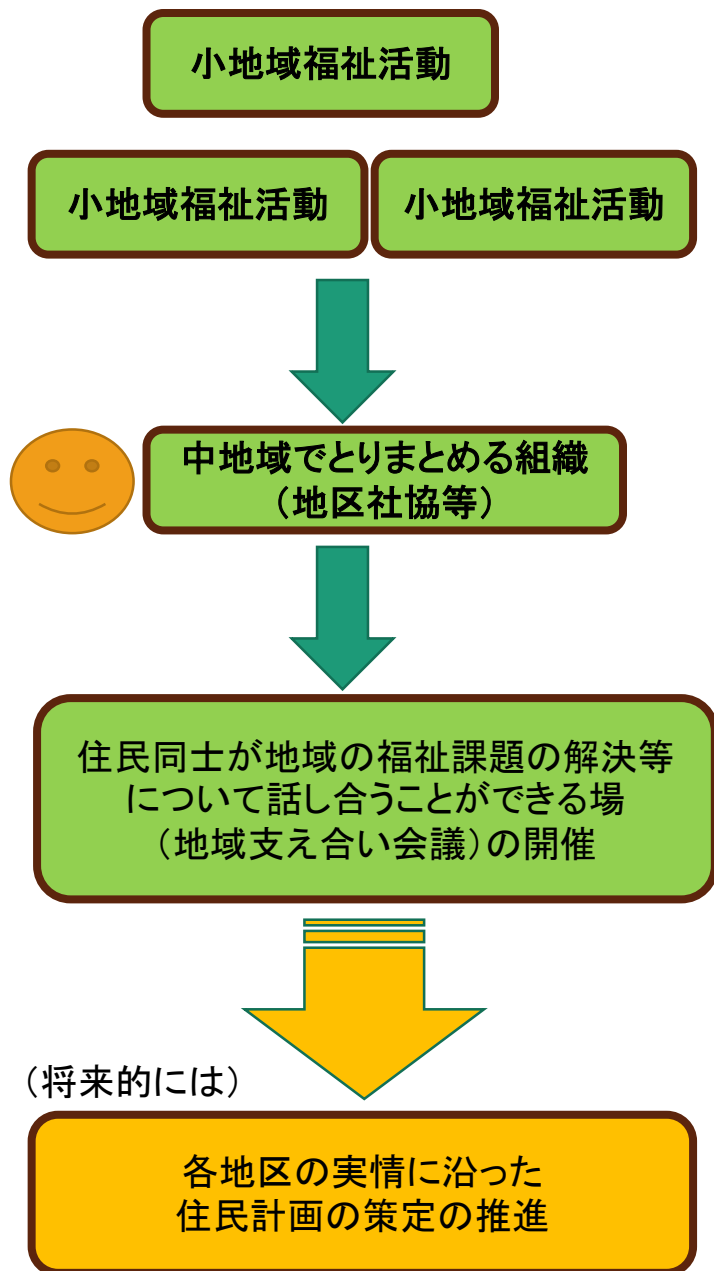 小地域福祉活動
小地域福祉活動
小地域福祉活動
中地域でとりまとめる組織
（地区社協等）
住民同士が地域の福祉課題の解決等
について話し合うことができる場
（地域支え合い会議）の開催
（将来的には）
各地区の実情に沿った
住民計画の策定の推進